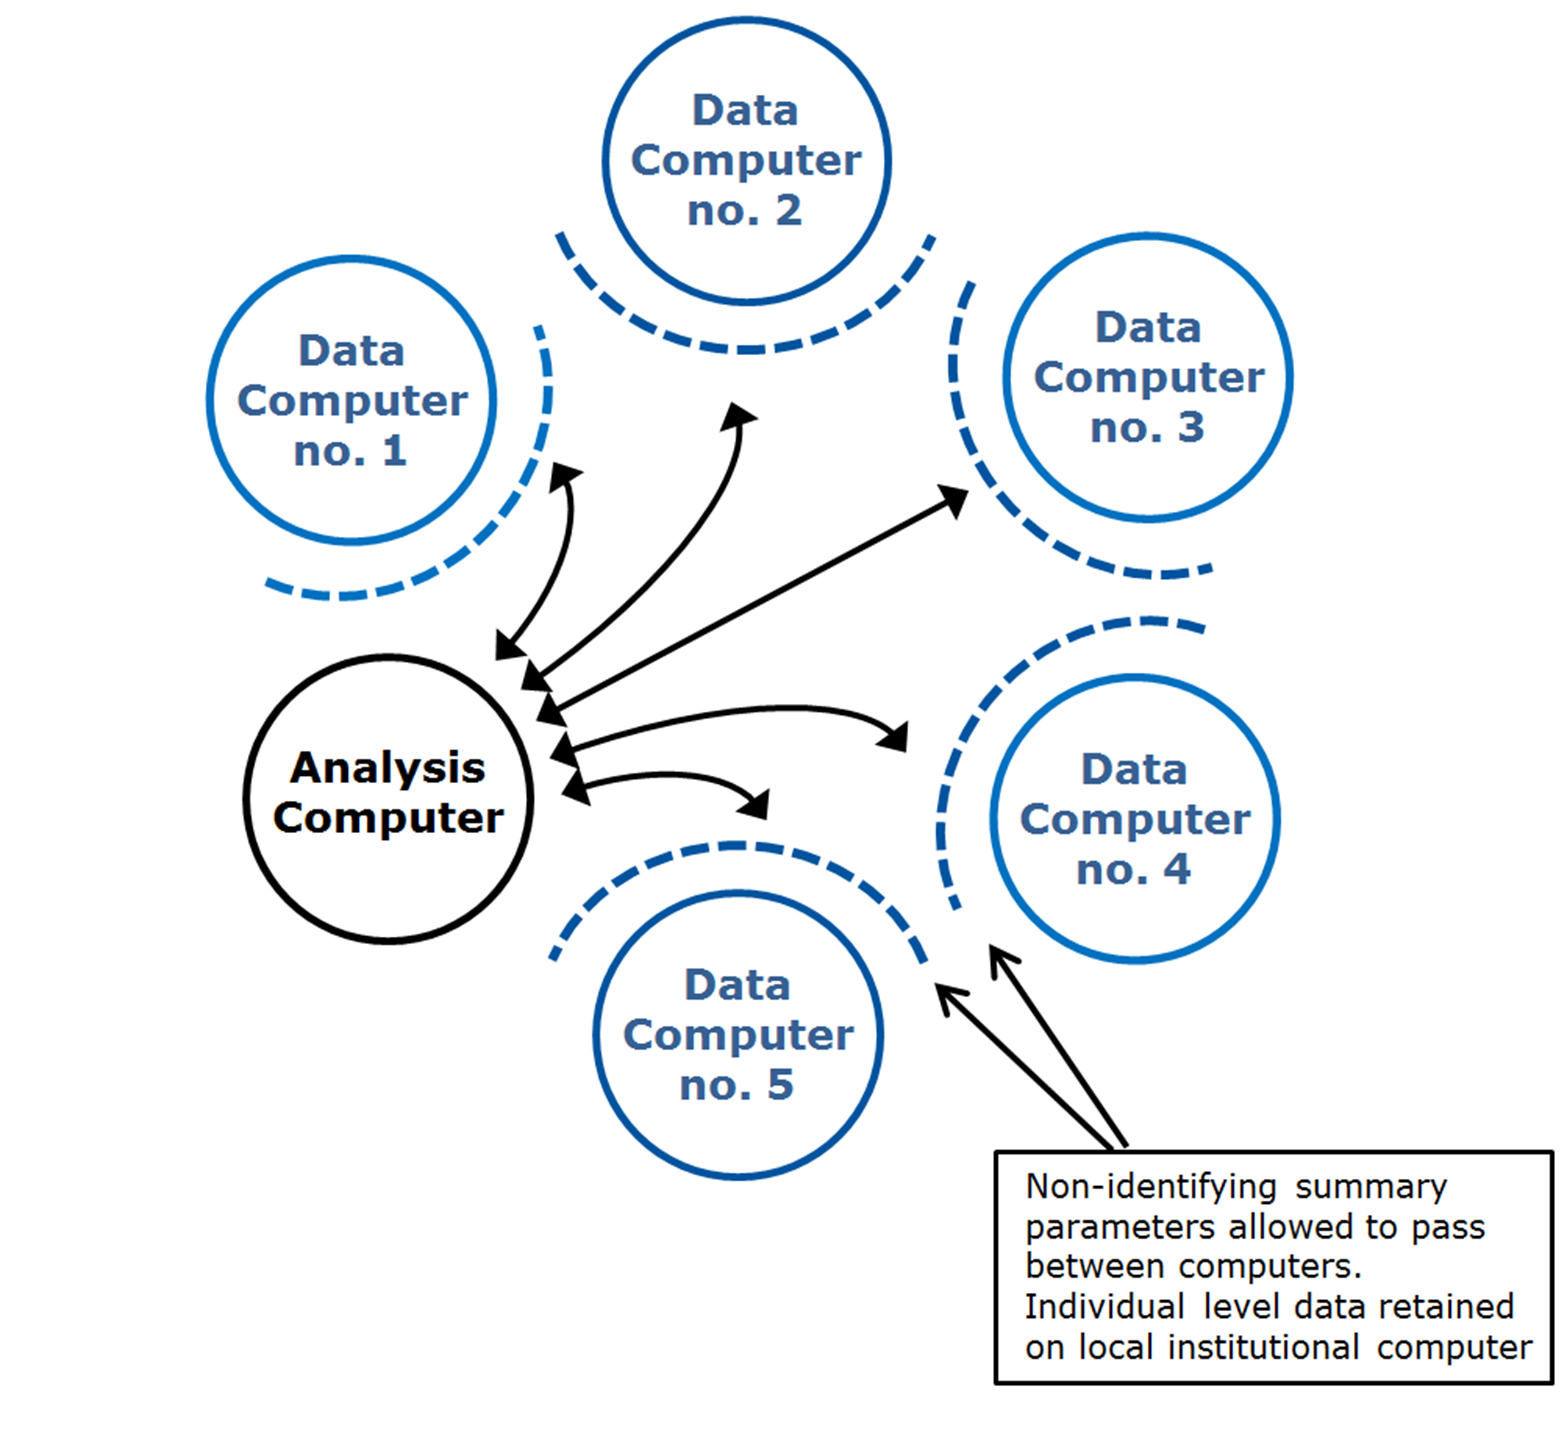 Data
Computer
no. 2
Data
Computer
no. 1
Data
Computer
no. 3
Analysis
Computer
Data
Computer
no. 4
Data
Computer
no. 5
Non-identifying summary
parameters allowed to pass
between computers.
Individual level data retained
on local institutional computer